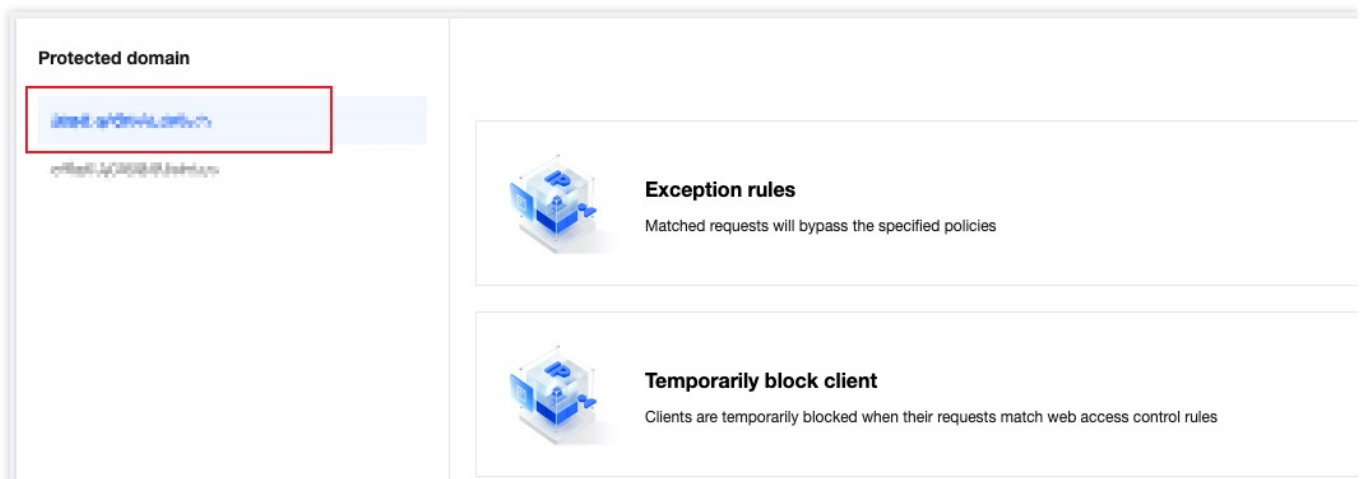 Protected domain
Exception rules
Matched requests will bypass the specified policies
Temporarily block client
Clients are temporarily blocked when their requests match web access control rules